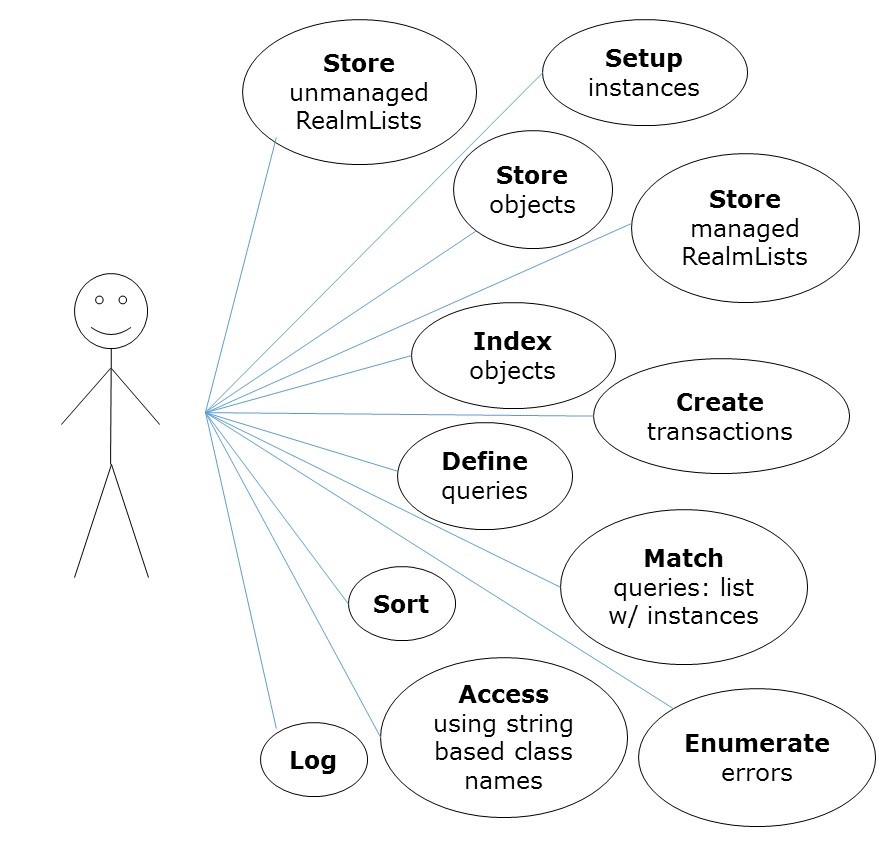 Store
unmanaged
RealmLists
Setup
instances
Store
objects
Store
managed
RealmLists
Index
objects
Create
transactions
Define
queries
Match
queries: list
w/ instances
Sort
Access
using string
based class
names
Enumerate
errors
Log